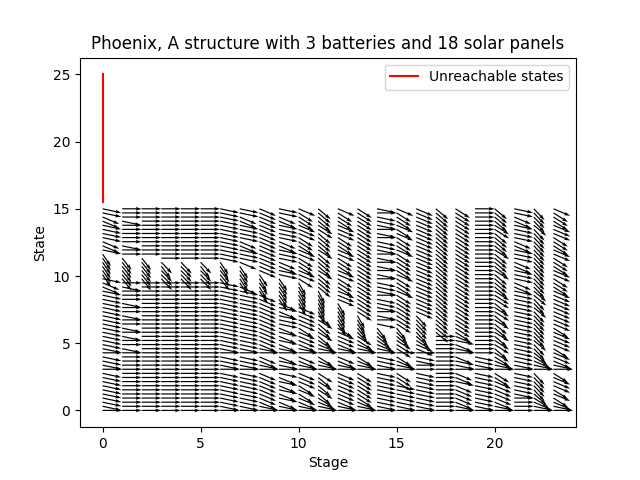 Phoenix, A structure with 3 batteries and 18 solar panels
Unreachable states
25
20
15
10
5
0
State
0 5 10 15 20
Stage